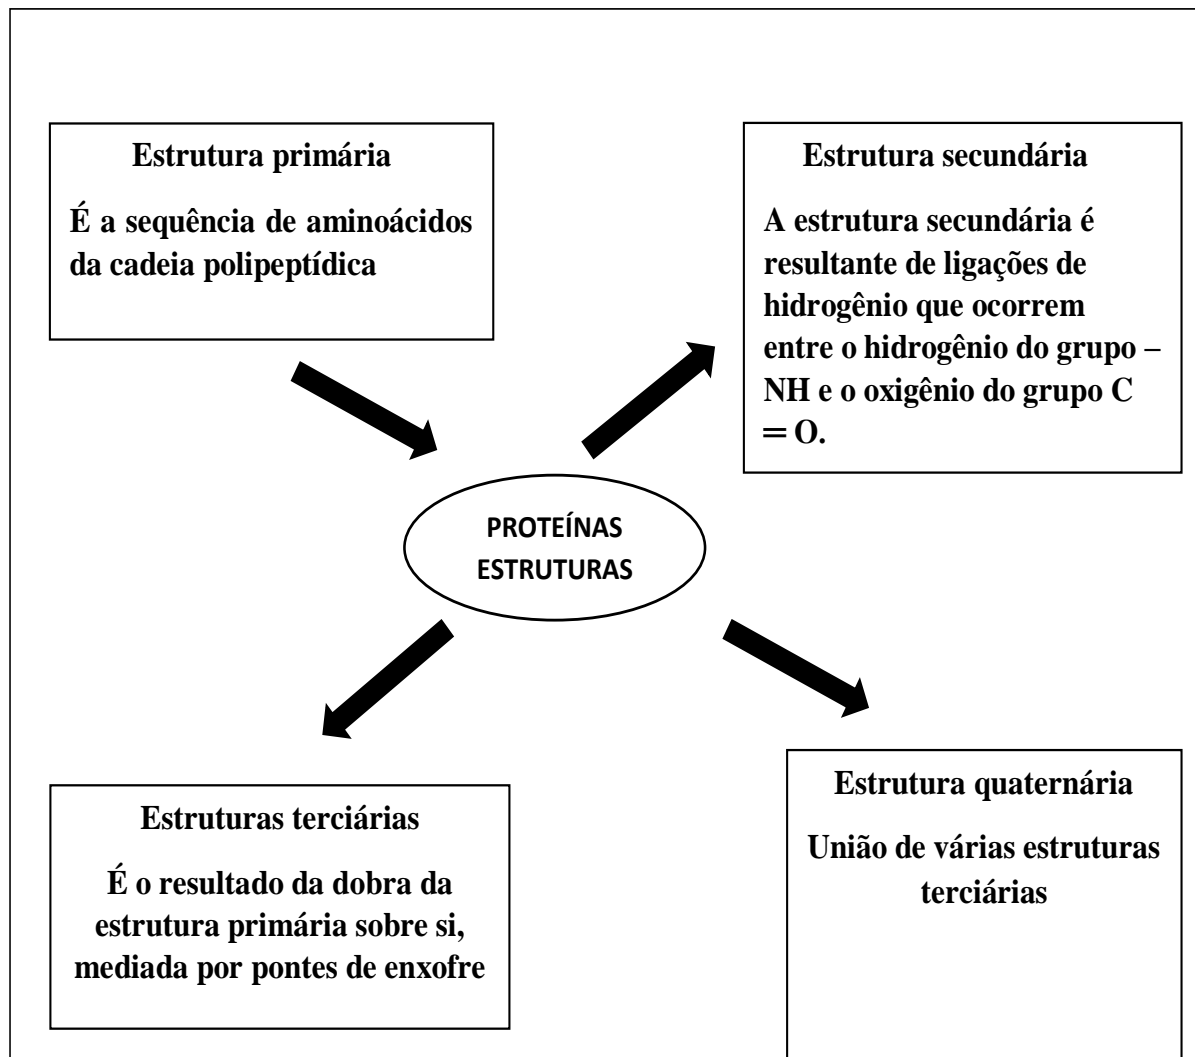 Estrutura primária
É a sequência de aminoácidos
da cadeia polipeptídica
Estrutura secundária
A estrutura secundária é
resultante de ligações de
hidrogênio que ocorrem
entre o hidrogênio do grupo –
NH e o oxigênio do grupo C
═ O.
PROTEÍNAS
ESTRUTURAS
Estruturas terciárias
É o resultado da dobra da
estrutura primária sobre si,
mediada por pontes de enxofre
Estrutura quaternária
União de várias estruturas
terciárias